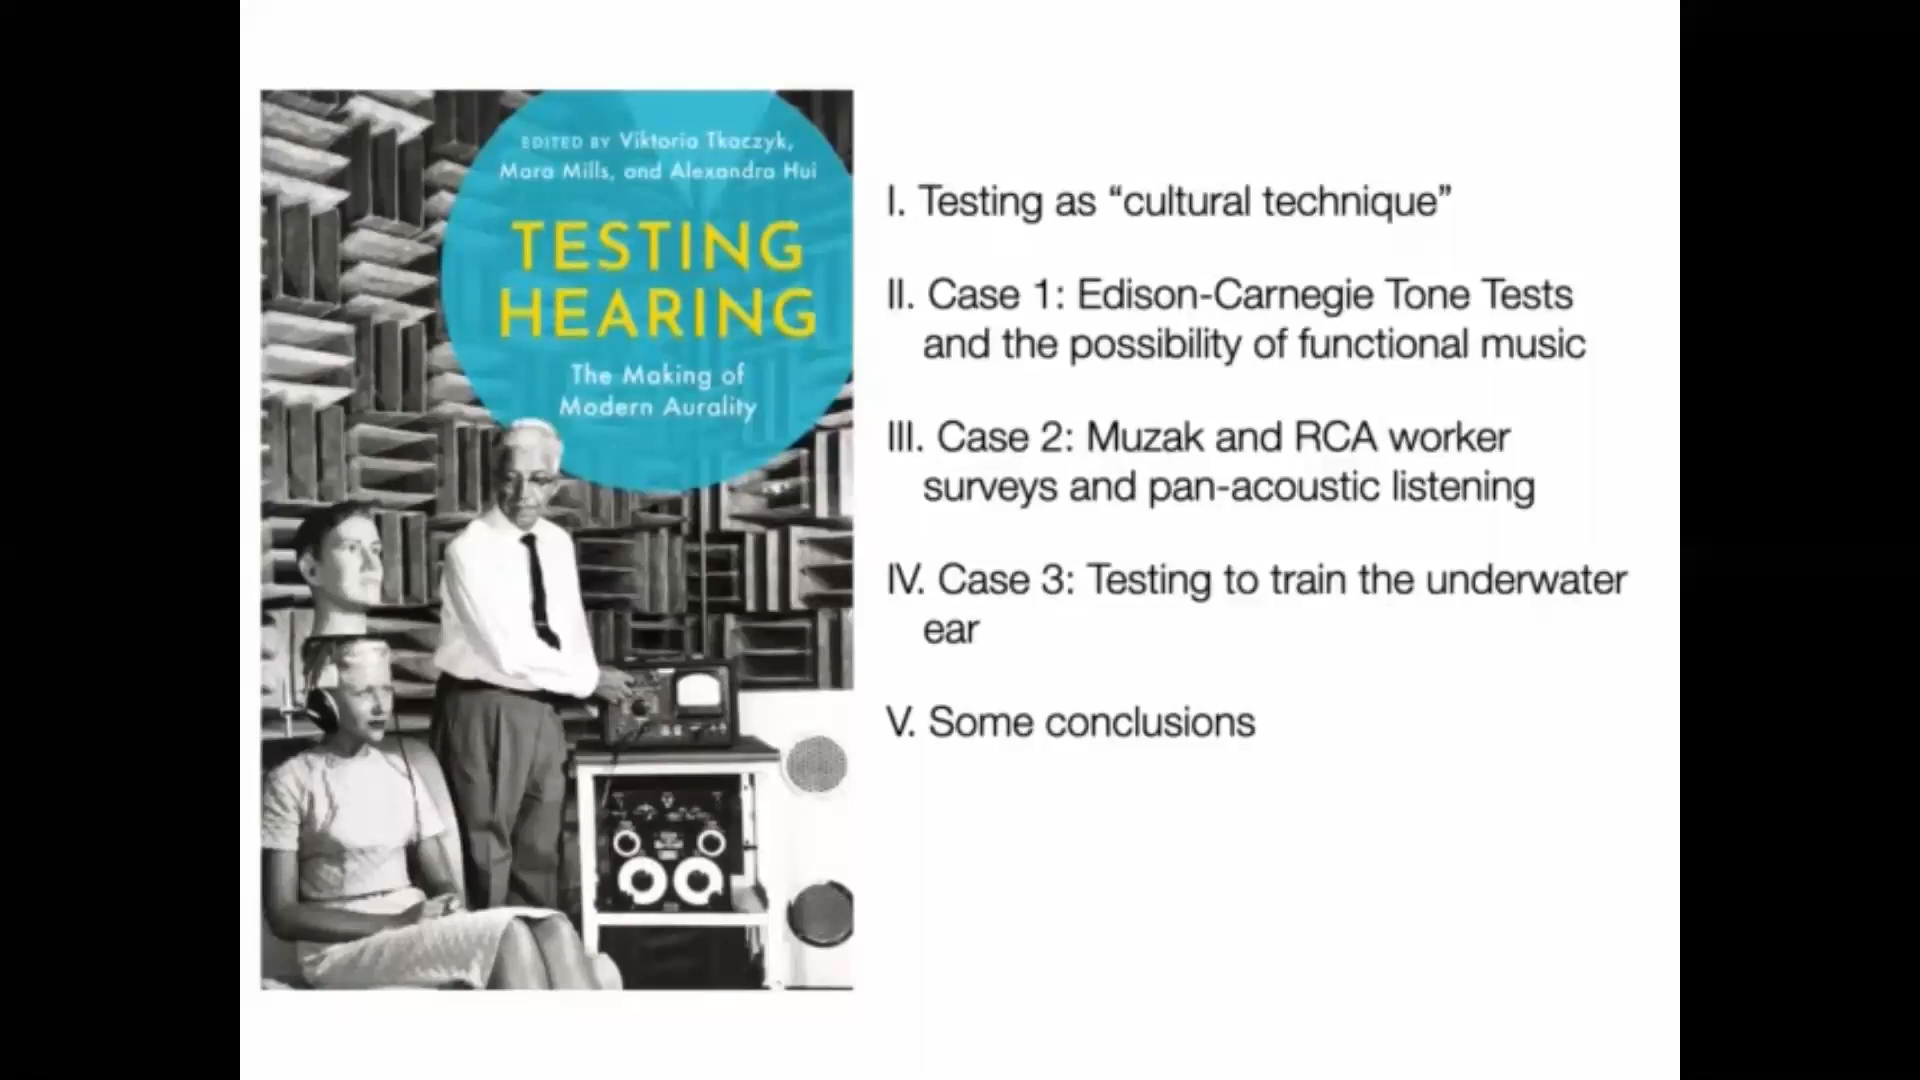 EDITED BY Viktoria Tkaczyk,
Mara Mills, and Alexandra Hui
TESTING
HEARING
The Making of
Modern Aurality
I. Testing as “cultural technique”
II. Case 1: Edison-Carnegie Tone Tests
and the possibility of functional music
III. Case 2: Muzak and RCA worker
surveys and pan-acoustic listening
IV. Case 3: Testing to train the underwater
ear
V. Some conclusions